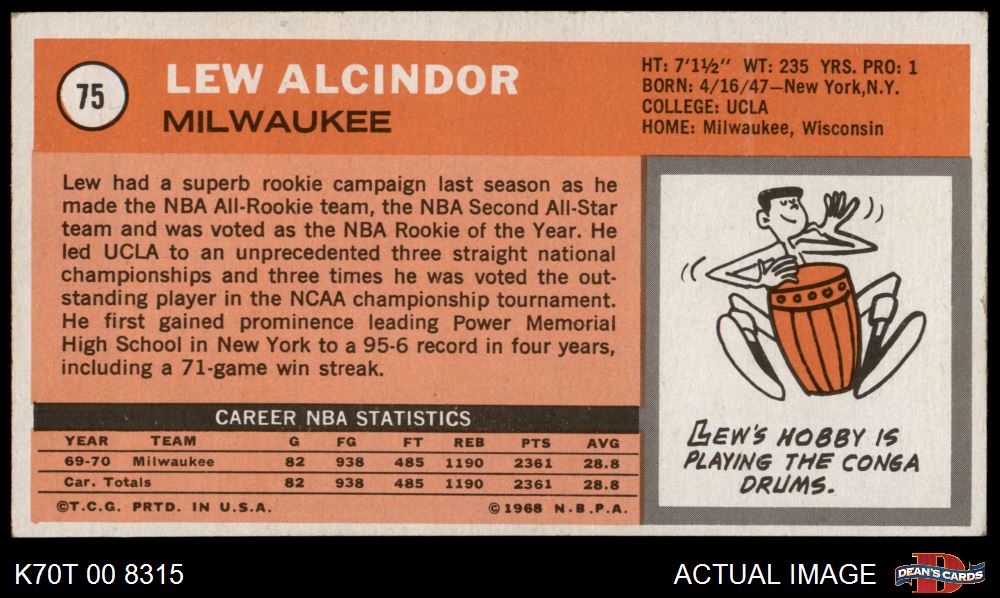 75
LEW ALCINDOR
MILWAUKEE
HT: 7'1½" WT: 235 YRS. PRO: 1
BORN: 4/16/47—New York,N.Y.
COLLEGE: UCLA
HOME: Milwaukee, Wisconsin
Lew had a superb rookie campaign last season as he
made the NBA All-Rookie team, the NBA Second All-Star
team and was voted as the NBA Rookie of the Year. He
led UCLA to an unprecedented three straight national
championships and three times he was voted the out-
standing player in the NCAA championship tournament.
He first gained prominence leading Power Memorial
High School in New York to a 95-6 record in four years,
including a 71-game win streak.
CAREER NBA STATISTICS
YEAR TEAM G FG FT REB PTS AVG
69-70 Milwaukee 82 938 485 1190 2361 28.8
Car. Totals 82 938 485 1190 2361 28.8
©T.C.G. PRTD. IN U.S.A. ©1968 N.B.P.A.
LEW'S HOBBY IS
PLAYING THE CONGA
DRUMS.
K70T 00 8315
ACTUAL IMAGE
D
DEAN'S CARDS